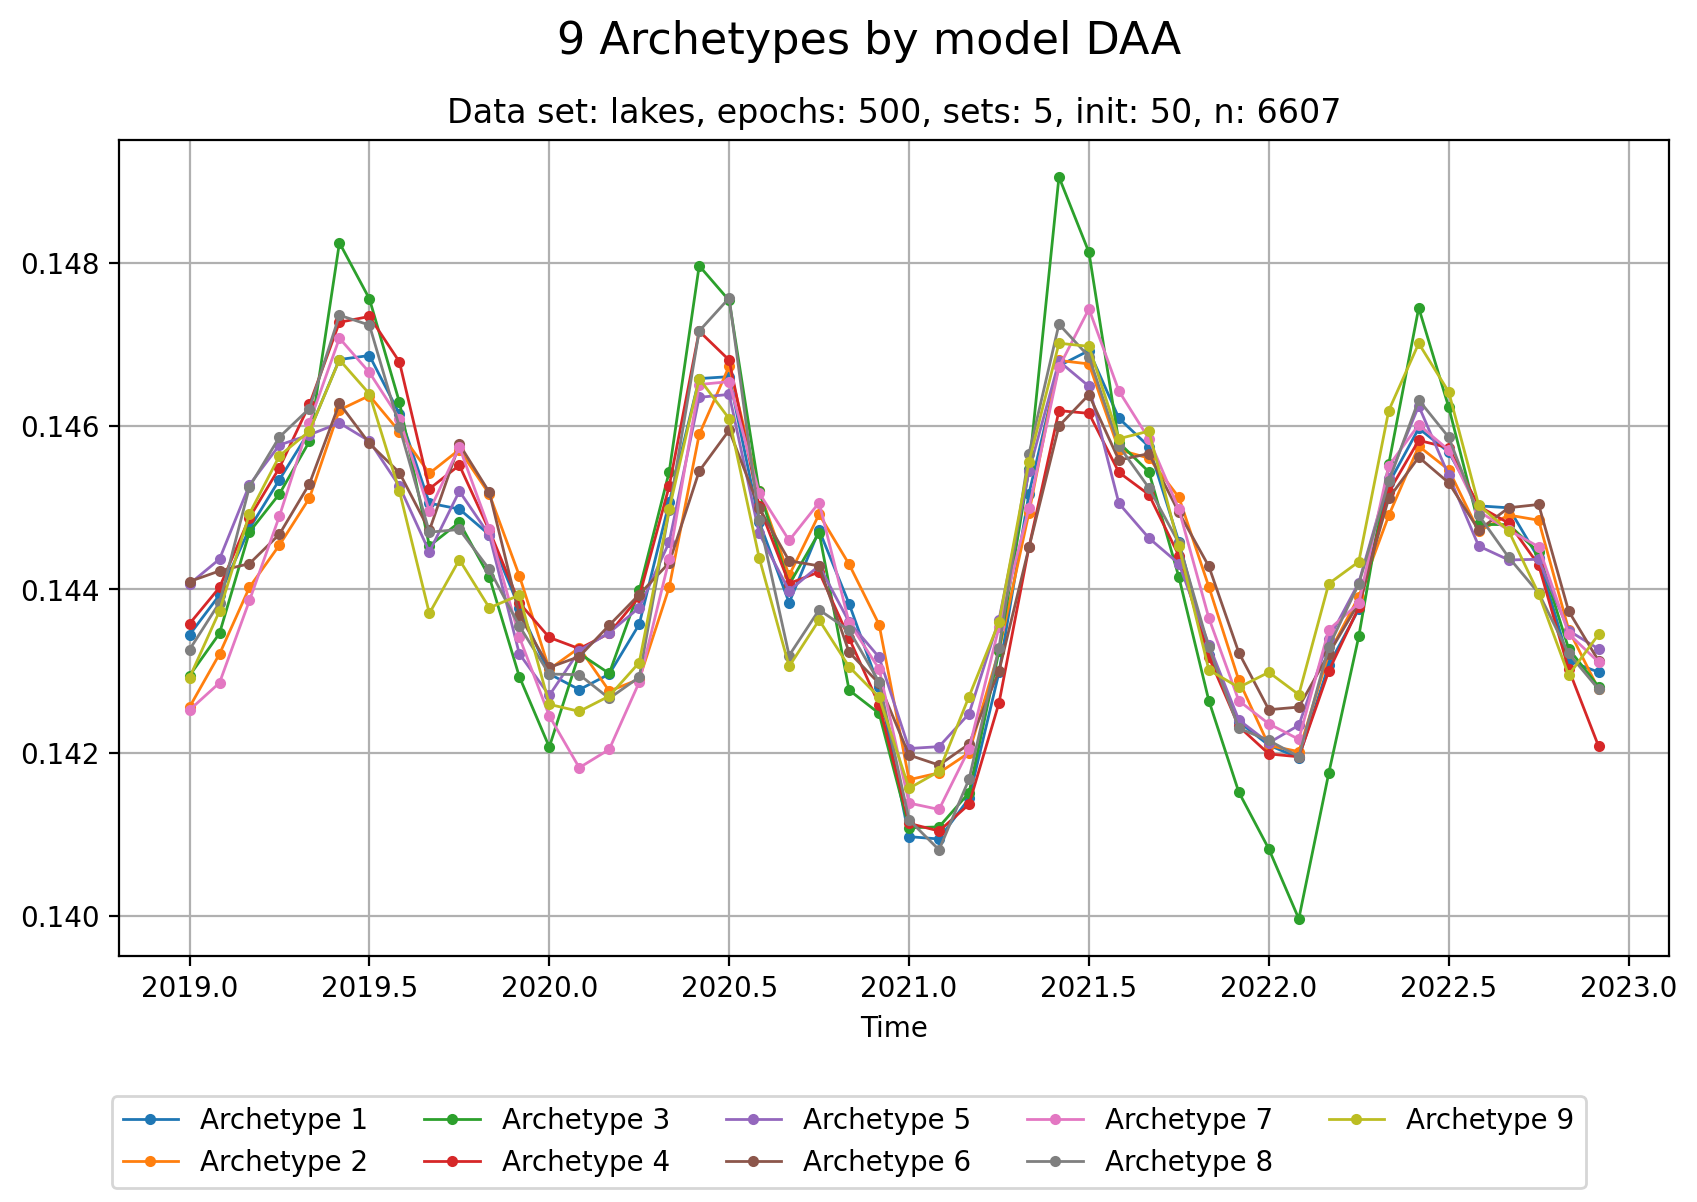 9 Archetypes by model DAA
Data set: lakes, epochs: 500, sets: 5, init: 50, n: 6607
0.148
0.146
0.144
0.142
0.140
2019.0 2019.5 2020.0 2020.5 2021.0 2021.5 2022.0 2022.5 2023.0
Time
Archetype 1 Archetype 3 Archetype 5 Archetype 7 Archetype 9
Archetype 2 Archetype 4 Archetype 6 Archetype 8